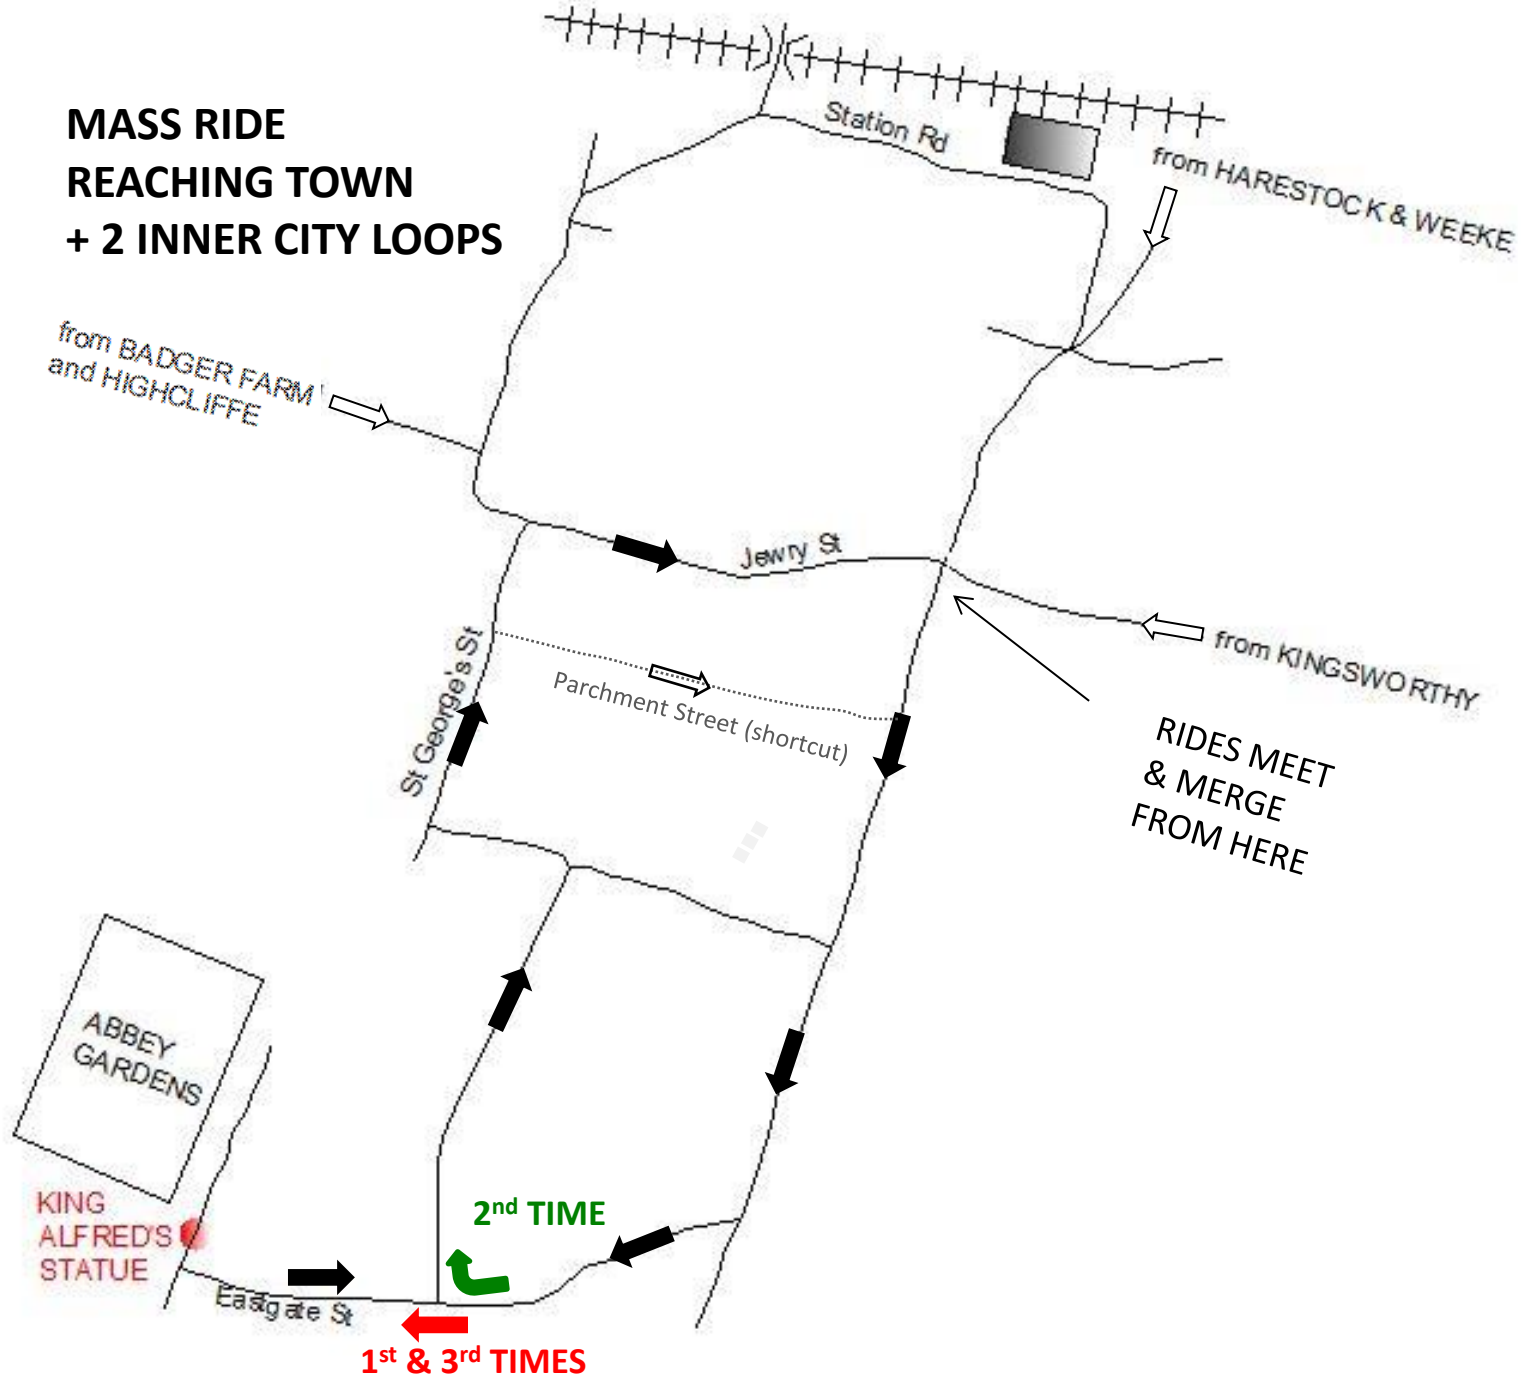 MASS RIDE
REACHING TOWN
+ 2 INNER CITY LOOPS
Station Rd
from HARESTOCK & WEEKE
from BADGER FARM
and HIGHCLIFFE
Jewry St
from KINGSWORTHY
St George's St
Parchment Street (shortcut)
RIDES MEET
& MERGE
FROM HERE
ABBEY
GARDENS
KING
ALFRED'S
STATUE
2nd TIME
Eastgate St
1st & 3rd TIMES